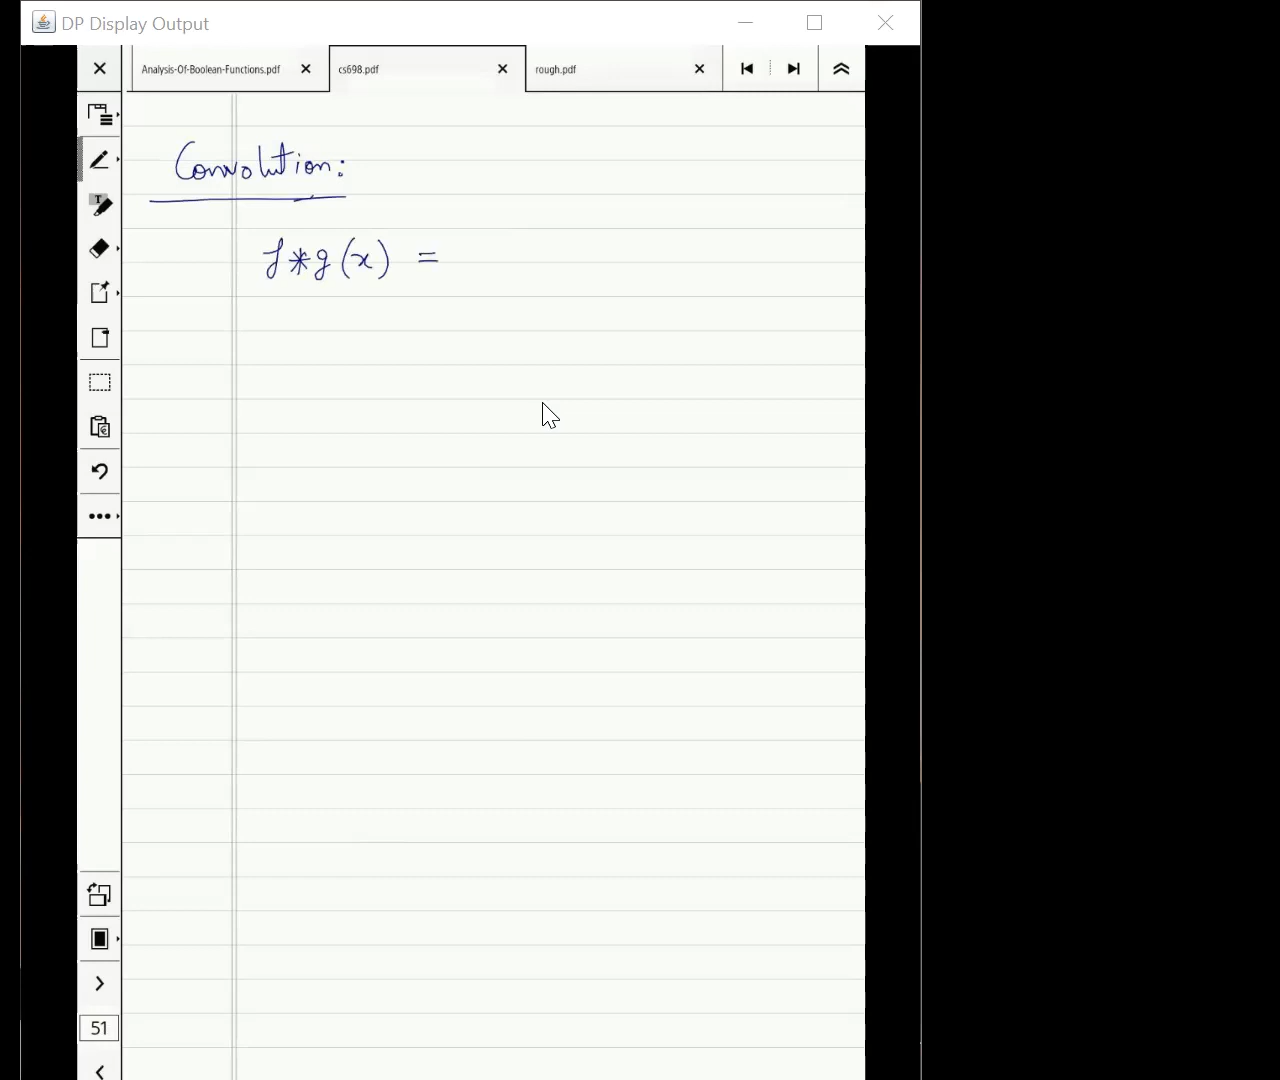 DP Display Output
Analysis-Of-Boolean-Functions.pdf
cs698.pdf
rough.pdf
Convolution:
f*g(x) =
51